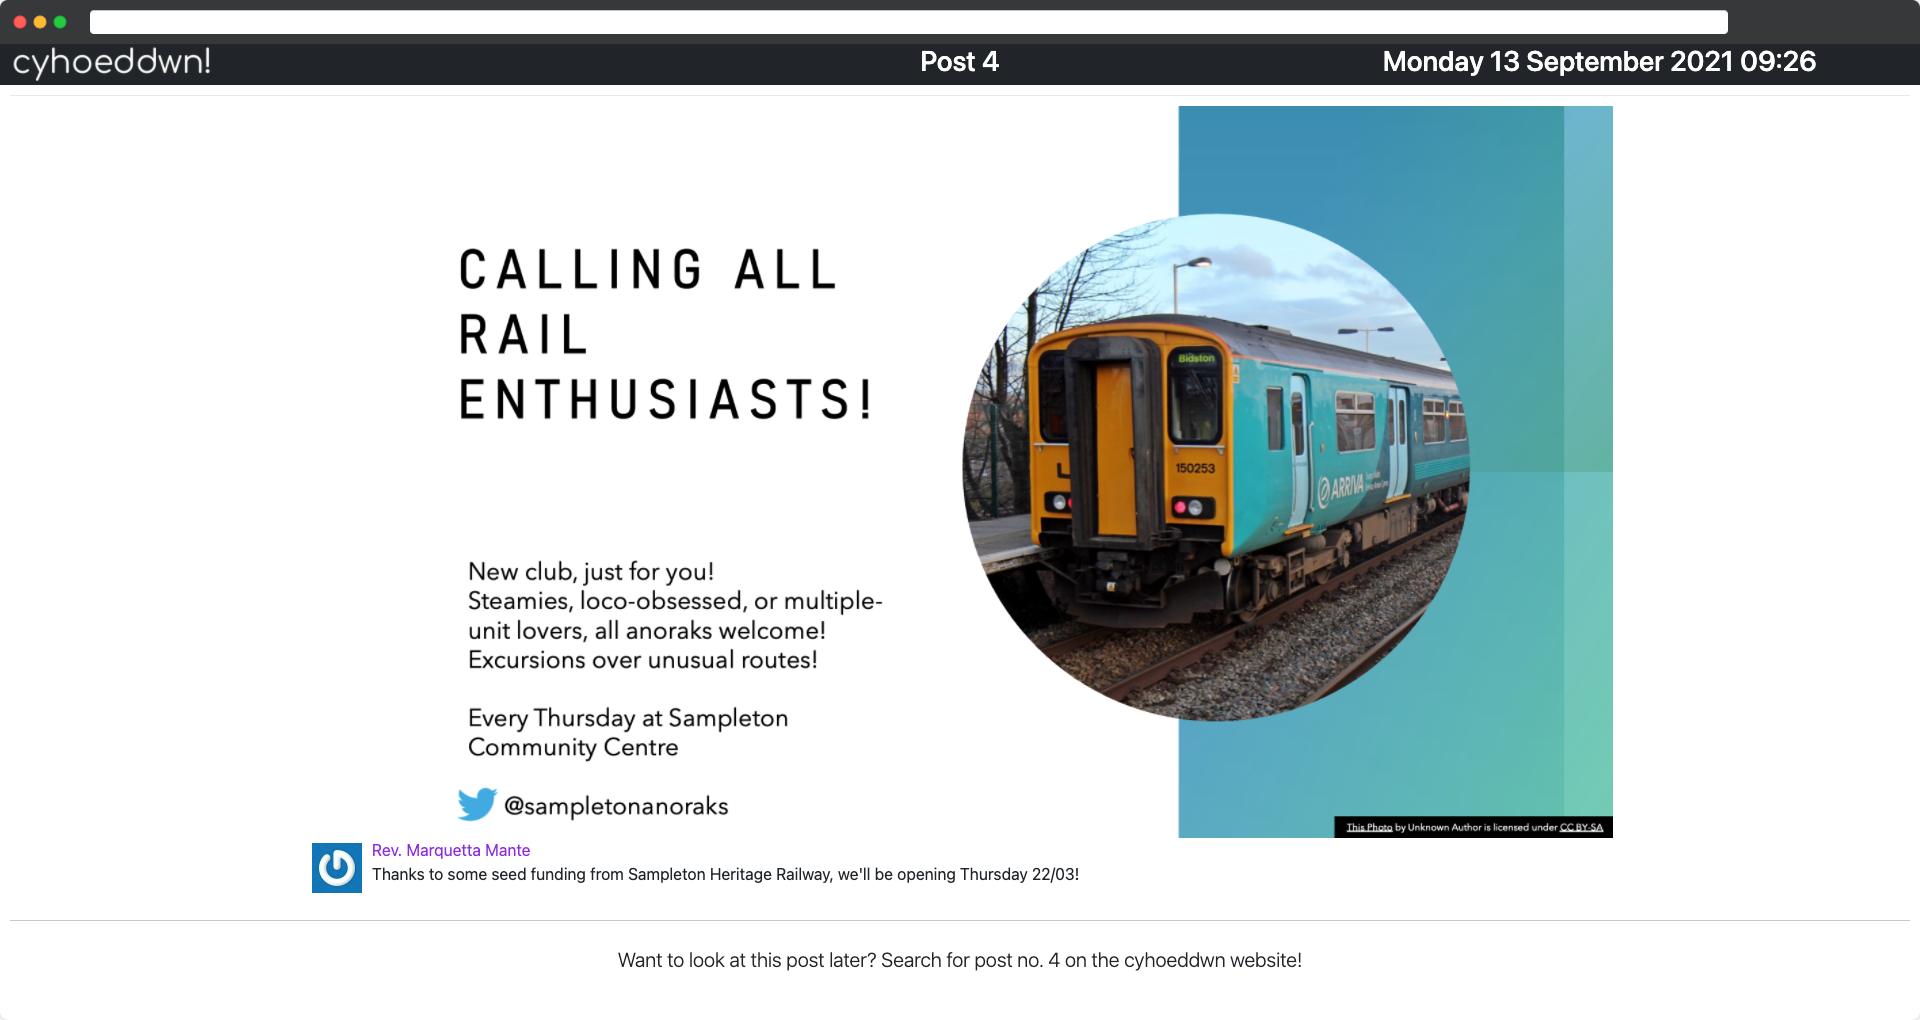 cyhoeddwn!
Post 4
Monday 13 September 2021 09:26
CALLING ALL
RAIL
ENTHUSIASTS!
Bidston
150253
ARRIVA
New club, just for you!
Steamies, loco-obsessed, or multiple-
unit lovers, all anoraks welcome!
Excursions over unusual routes!
Every Thursday at Sampleton
Community Centre
@sampletonanoraks
This Photo by Unknown Author is licensed under CC BY-SA
Rev. Marquetta Mante
Thanks to some seed funding from Sampleton Heritage Railway, we'll be opening Thursday 22/03!
Want to look at this post later? Search for post no. 4 on the cyhoeddwn website!